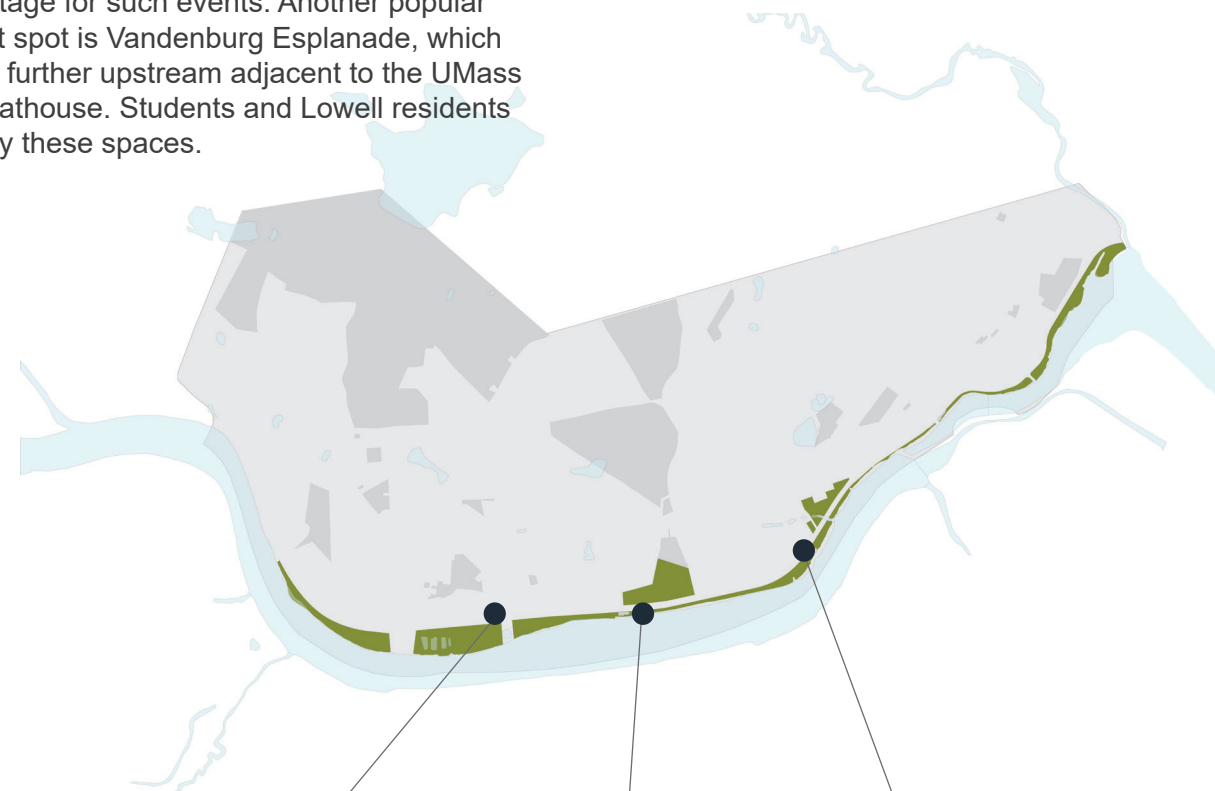 tage for such events. Another popular
t spot is Vandenburg Esplanade, which
further upstream adjacent to the UMass
athouse. Students and Lowell residents
y these spaces.